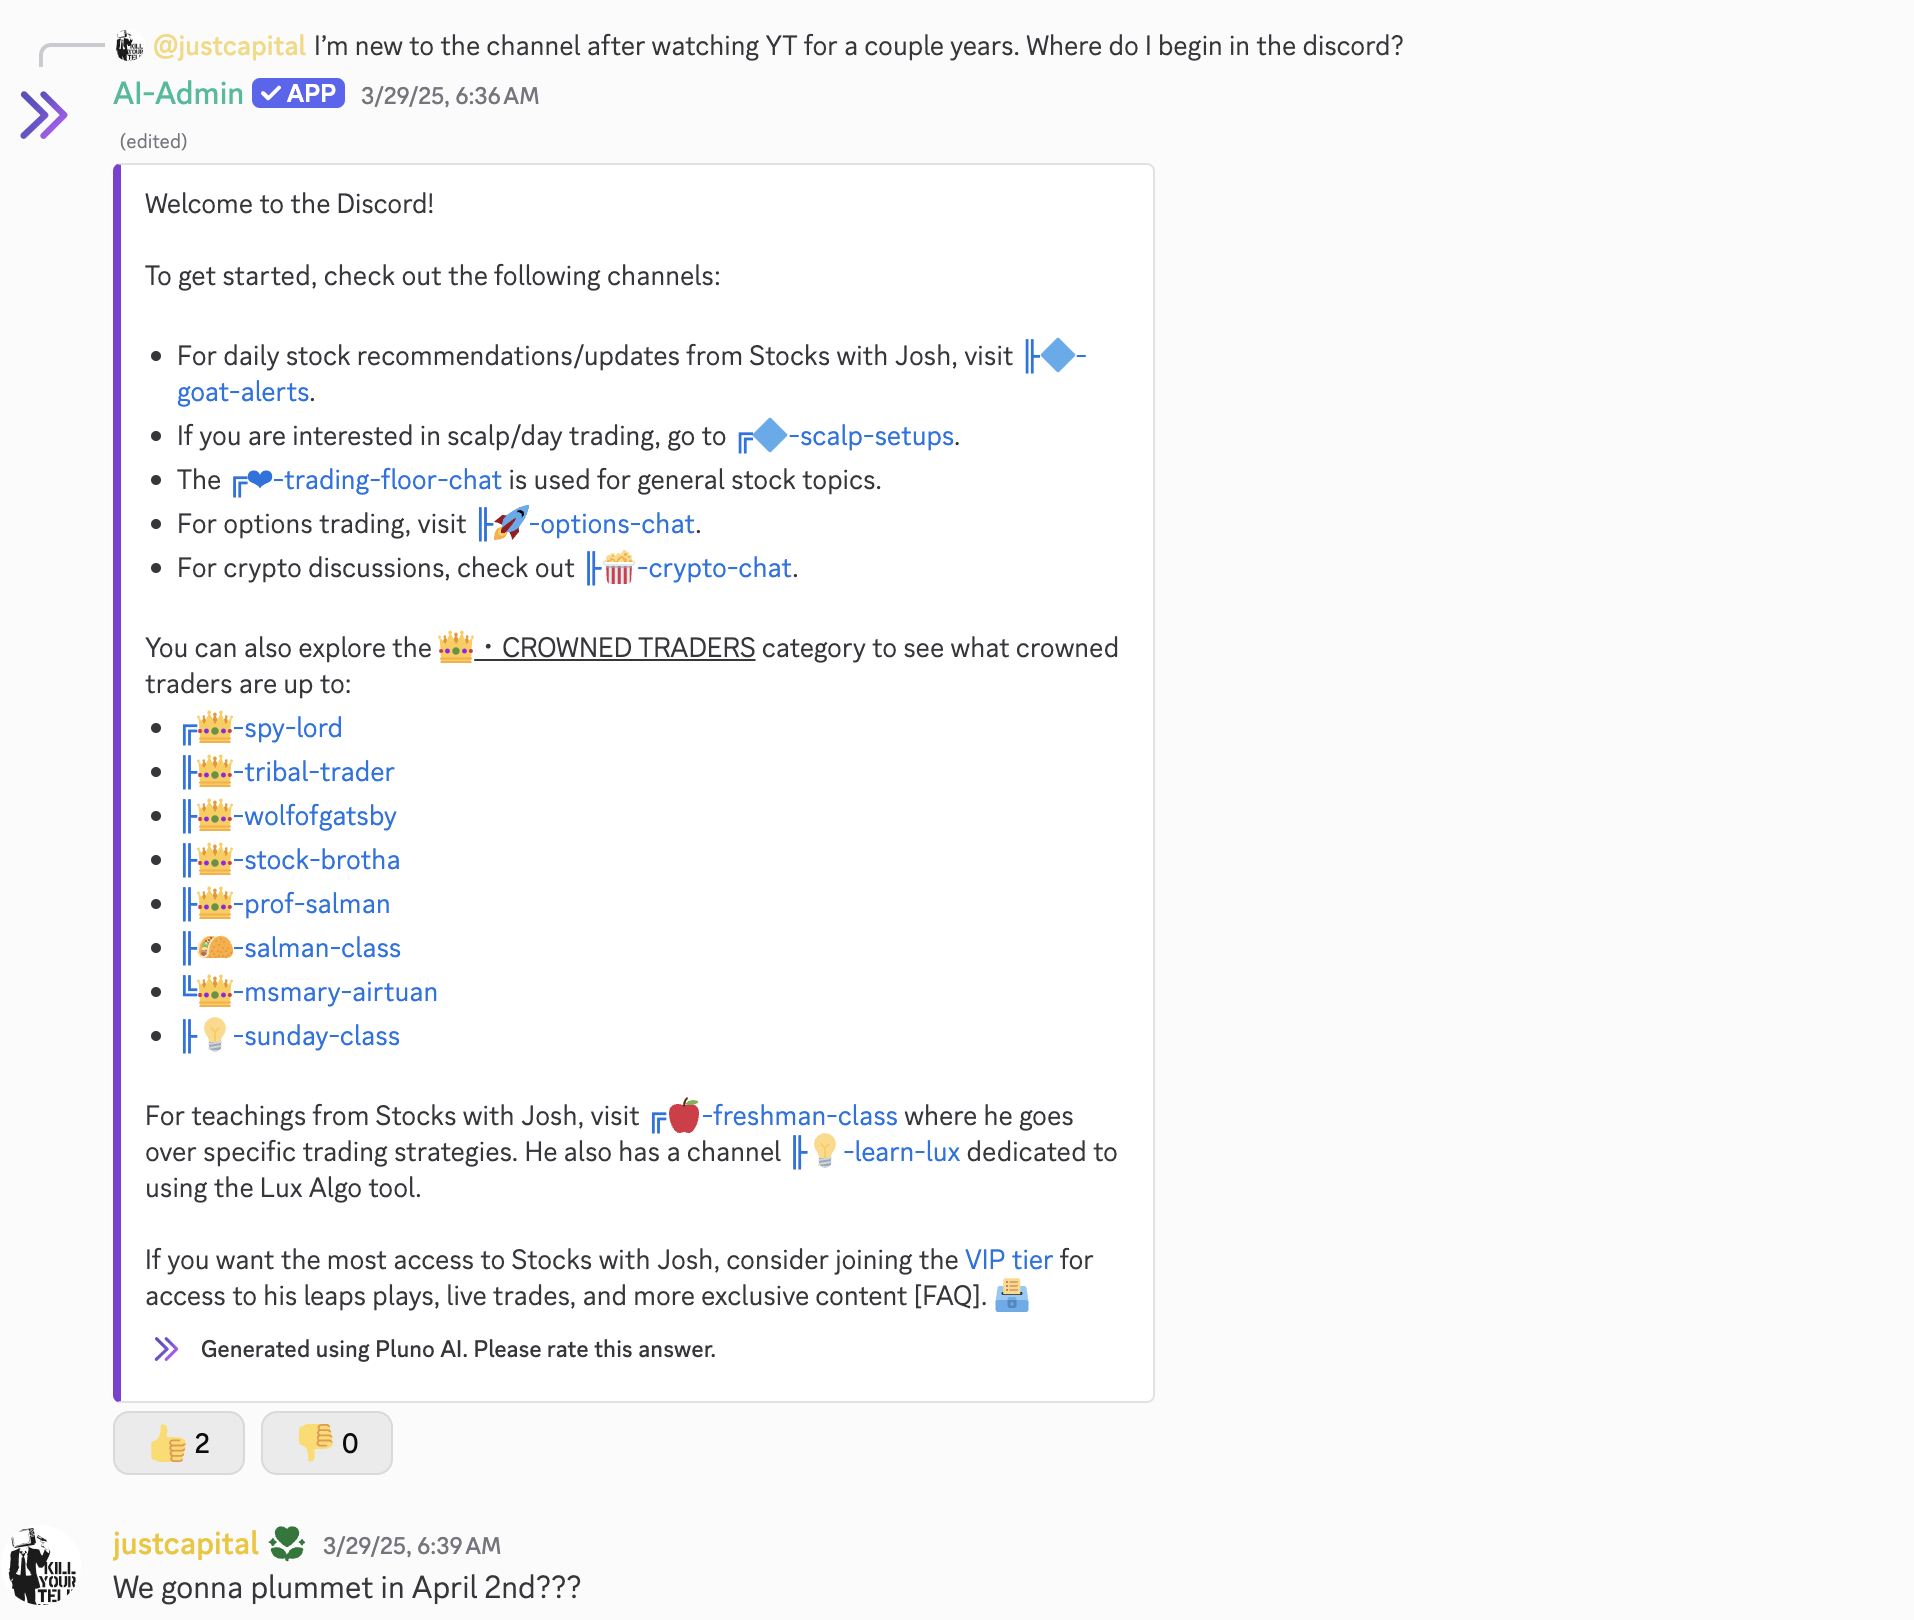 @justcapital I’m new to the channel after watching YT for a couple years. Where do I begin in the discord?
AI-Admin ✓ APP 3/29/25, 6:36 AM
(edited)
Welcome to the Discord!
To get started, check out the following channels:
• For daily stock recommendations/updates from Stocks with Josh, visit ╟🔷-
goat-alerts.
• If you are interested in scalp/day trading, go to ╔🔷-scalp-setups.
• The ╔💙-trading-floor-chat is used for general stock topics.
• For options trading, visit ╟🚀-options-chat.
• For crypto discussions, check out ╟🍿-crypto-chat.
You can also explore the 👑・CROWNED TRADERS category to see what crowned
traders are up to:
• ╔👑-spy-lord
• ╟👑-tribal-trader
• ╟👑-wolfofgatsby
• ╟👑-stock-brotha
• ╟👑-prof-salman
• ╟🌮-salman-class
• ╚👑-msmary-airtuan
• ╟💡-sunday-class
For teachings from Stocks with Josh, visit ╔🍎-freshman-class where he goes
over specific trading strategies. He also has a channel ╟💡-learn-lux dedicated to
using the Lux Algo tool.
If you want the most access to Stocks with Josh, consider joining the VIP tier for
access to his leaps plays, live trades, and more exclusive content [FAQ]. 🗳️
Generated using Pluno AI. Please rate this answer.
👍 2 👎 0
justcapital 3/29/25, 6:39 AM
KILL
YOUR
We gonna plummet in April 2nd???